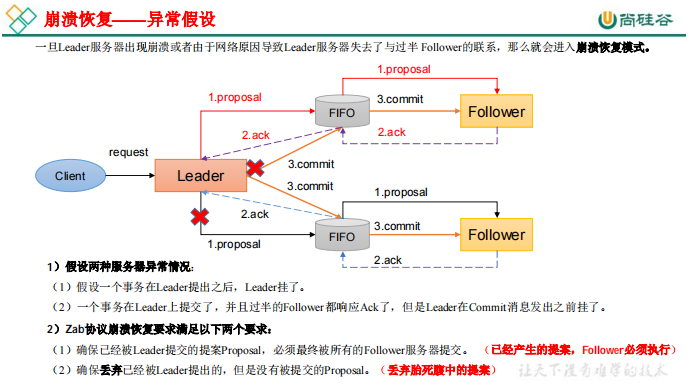 崩溃恢复——异常假设
尚硅谷
一旦Leader服务器出现崩溃或者由于网络原因导致Leader服务器失去了与过半 Follower的联系，那么就会进入崩溃恢复模式。
1.proposal
1.proposal
FIFO
3.commit
Follower
2.ack
2.ack
request
3.commit
Client
Leader
3.commit
1.proposal
2.ack
3.commit
FIFO
Follower
1.proposal
2.ack
1）假设两种服务器异常情况：
（1）假设一个事务在Leader提出之后，Leader挂了。
（2）一个事务在Leader上提交了，并且过半的Follower都响应Ack了，但是Leader在Commit消息发出之前挂了。
2）Zab协议崩溃恢复要求满足以下两个要求：
（1）确保已经被Leader提交的提案Proposal，必须最终被所有的Follower服务器提交。（已经产生的提案，Follower必须执行）
（2）确保丢弃已经被Leader提出的，但是没有被提交的Proposal。（丢弃胎死腹中的提案）
让天下没有难学的技术